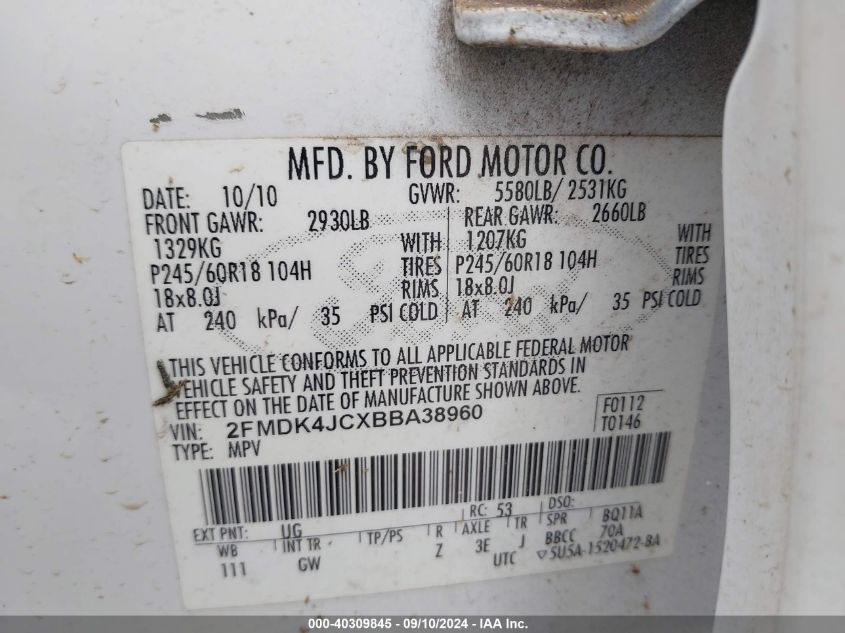 MFD. BY FORD MOTOR CO.
DATE: 10/10 GVWR: 5580LB/ 2531KG
FRONT GAWR: 2930LB REAR GAWR: 2660LB
1329KG WITH 1207KG WITH
P245/60R18 104H TIRES P245/60R18 104H TIRES
18x8.0J RIMS 18x8.0J RIMS
AT 240 kPa/ 35 PSI COLD AT 240 kPa/ 35 PSI COLD
THIS VEHICLE CONFORMS TO ALL APPLICABLE FEDERAL MOTOR
VEHICLE SAFETY AND THEFT PREVENTION STANDARDS IN
EFFECT ON THE DATE OF MANUFACTURE SHOWN ABOVE.
VIN: 2FMDK4JCXBBA38960 F0112
TYPE: MPV T0146
EXT PNT: UG RC: 53 DSO:
WB INT TR TP/PS R AXLE TR SPR BQ11A
111 GW Z 3E J BBCC 70A
UTC ▽5U5A-1520472-BA
000-40309845 - 09/10/2024 - IAA Inc.